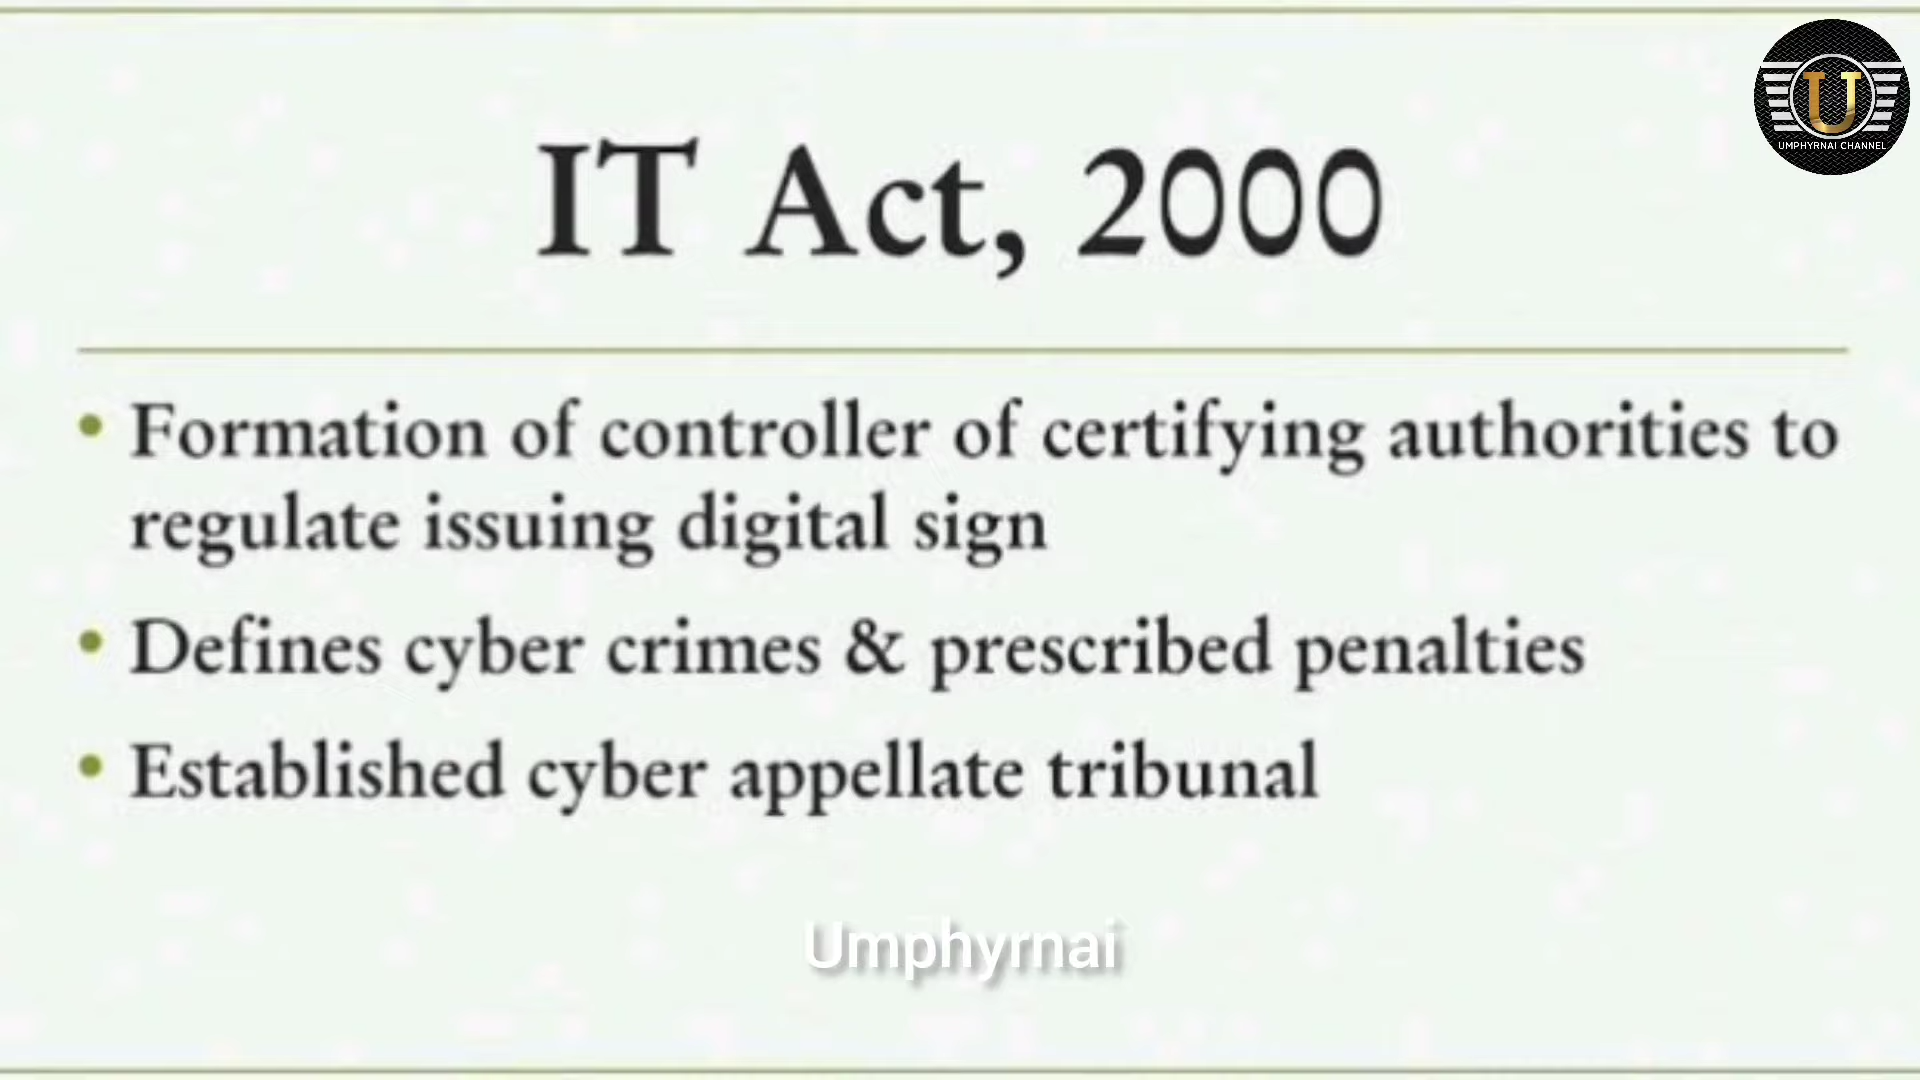 UMPHYRNAI CHANNEL
IT Act, 2000
• Formation of controller of certifying authorities to
regulate issuing digital sign
• Defines cyber crimes & prescribed penalties
• Established cyber appellate tribunal
Umphyrnai